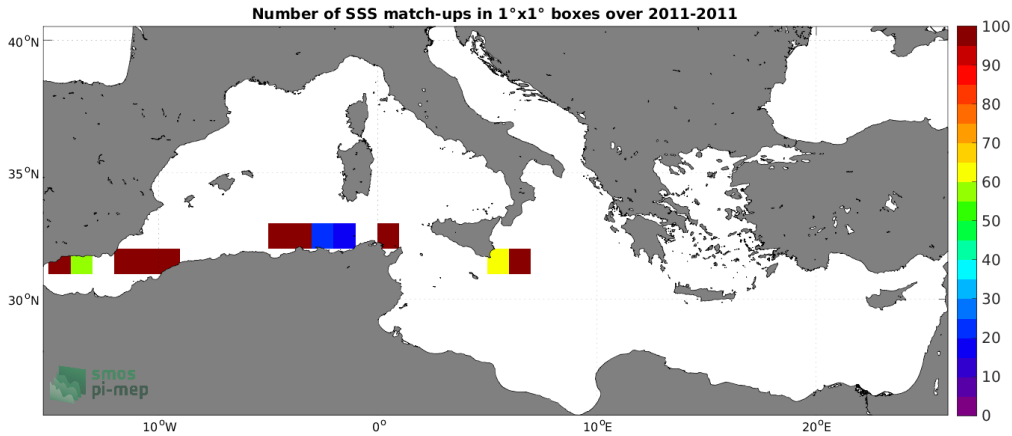 Number of SSS match-ups in 1°x1° boxes over 2011-2011
40°N
35°N
30°N
10°W
0°
10°E
20°E
100
90
80
70
60
50
40
30
20
10
0
smos
pi-mep